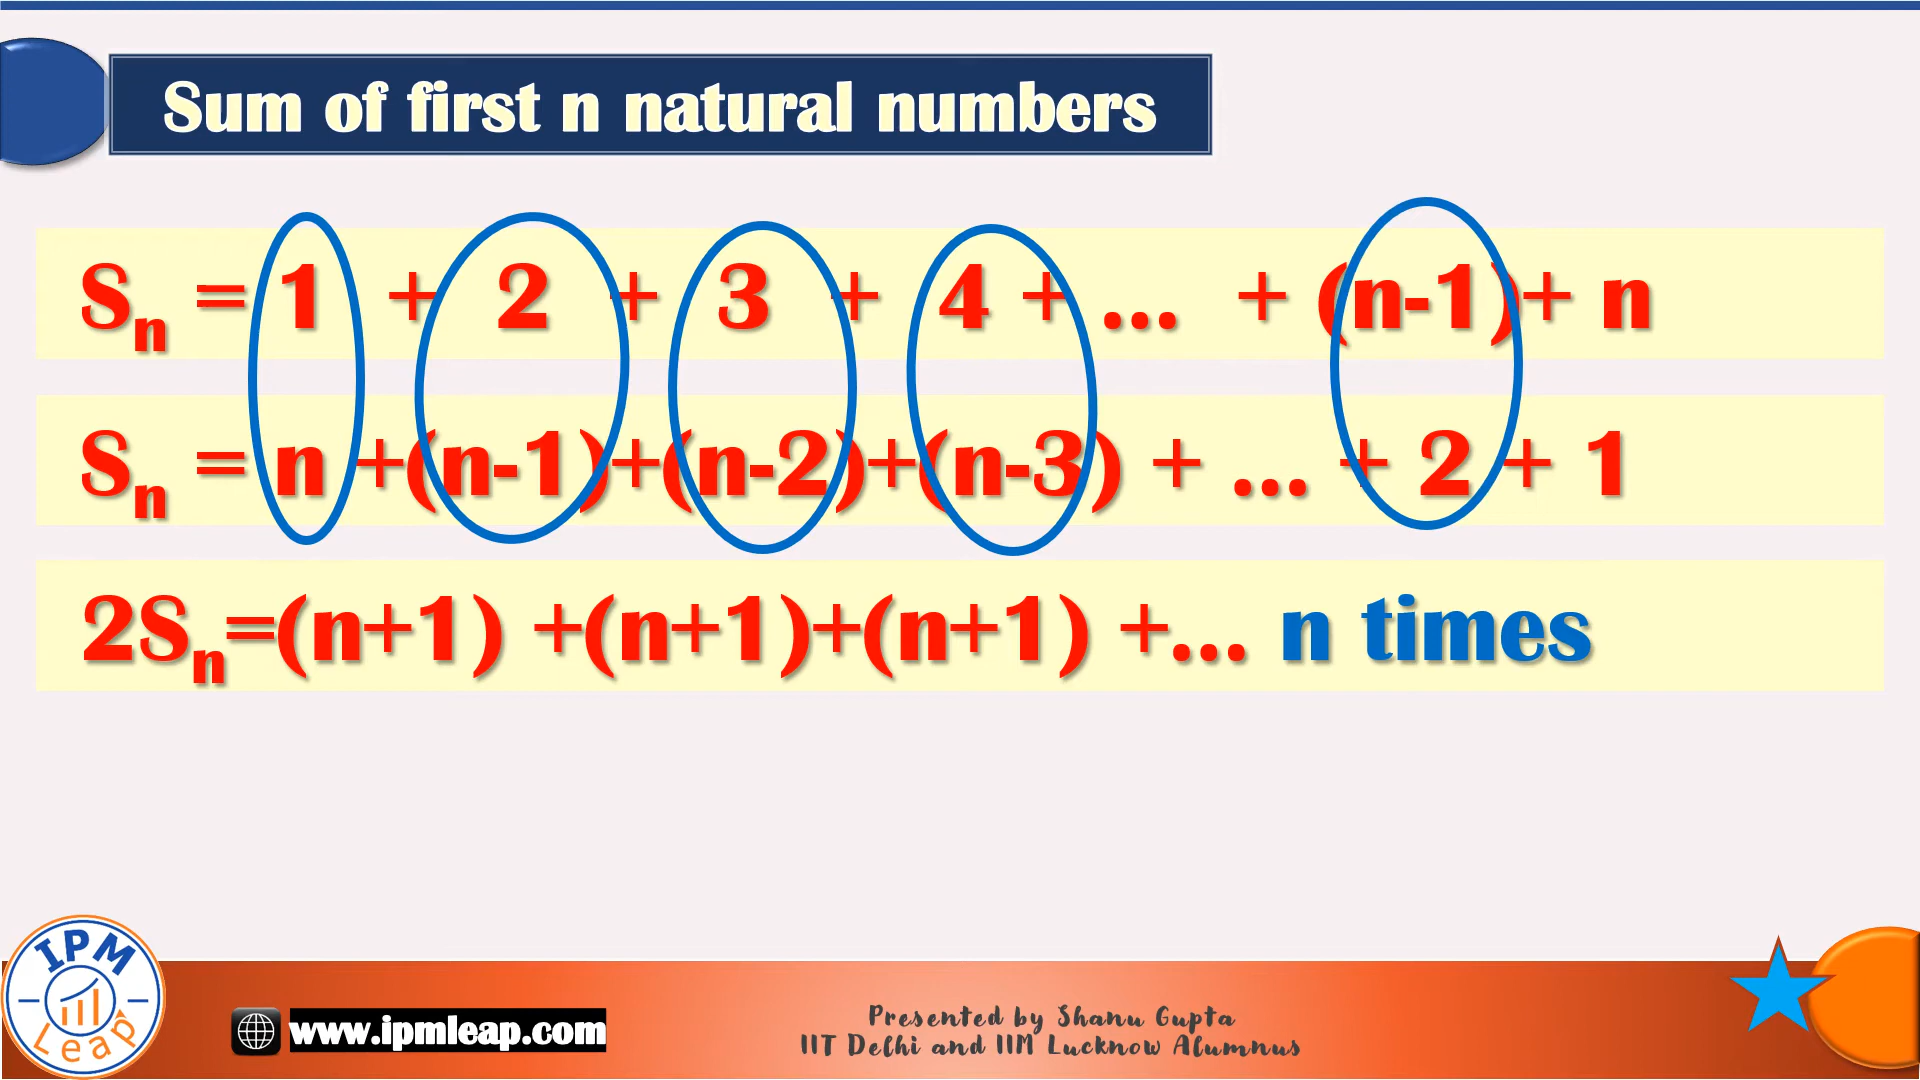 Sum of first n natural numbers
Sₙ = 1 + 2 + 3 + 4 + ... + (n-1)+ n
Sₙ = n +(n-1)+(n-2)+(n-3) + ... + 2 + 1
2Sₙ=(n+1) +(n+1)+(n+1) +... n times
IPM
Leap
www.ipmleap.com
Presented by Shanu Gupta
IIT Delhi and IIM Lucknow Alumnus